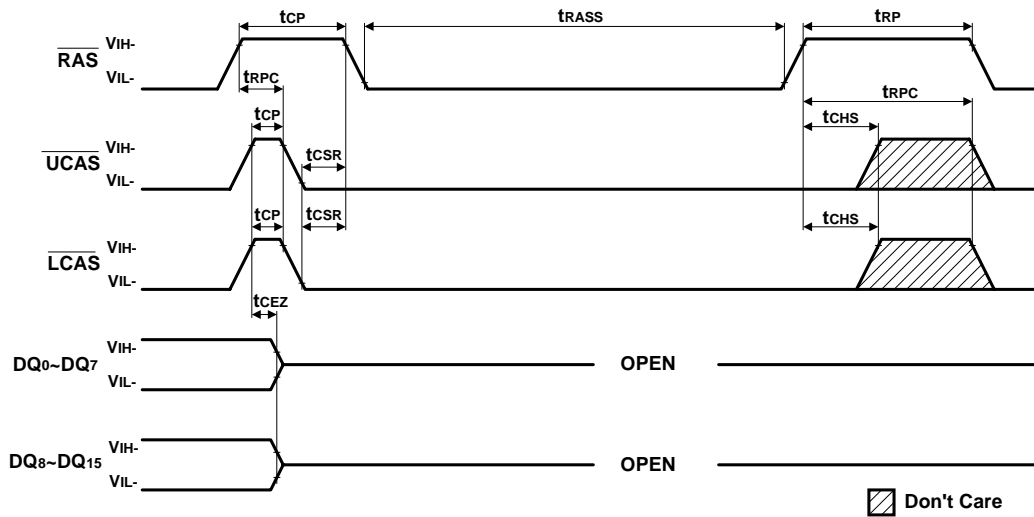 tCP
tRASS
tRP
RAS
VIH-
VIL-
tRPC
tRPC
tCP
tCHS
UCAS
VIH-
VIL-
tCSR
tCP
tCSR
tCHS
LCAS
VIH-
VIL-
tCEZ
DQ0~DQ7
VIH-
VIL-
OPEN
DQ8~DQ15
VIH-
VIL-
OPEN
Don't Care